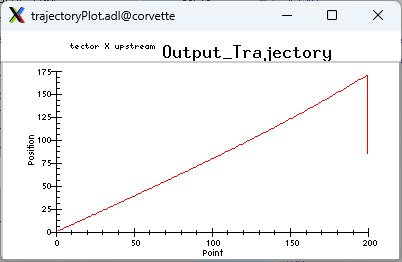 trajectoryPlot.adl@corvette
tector X upstream Output_Trajectory
175
150
125
100
75
50
25
0
Position
0 50 100 150 200
Point